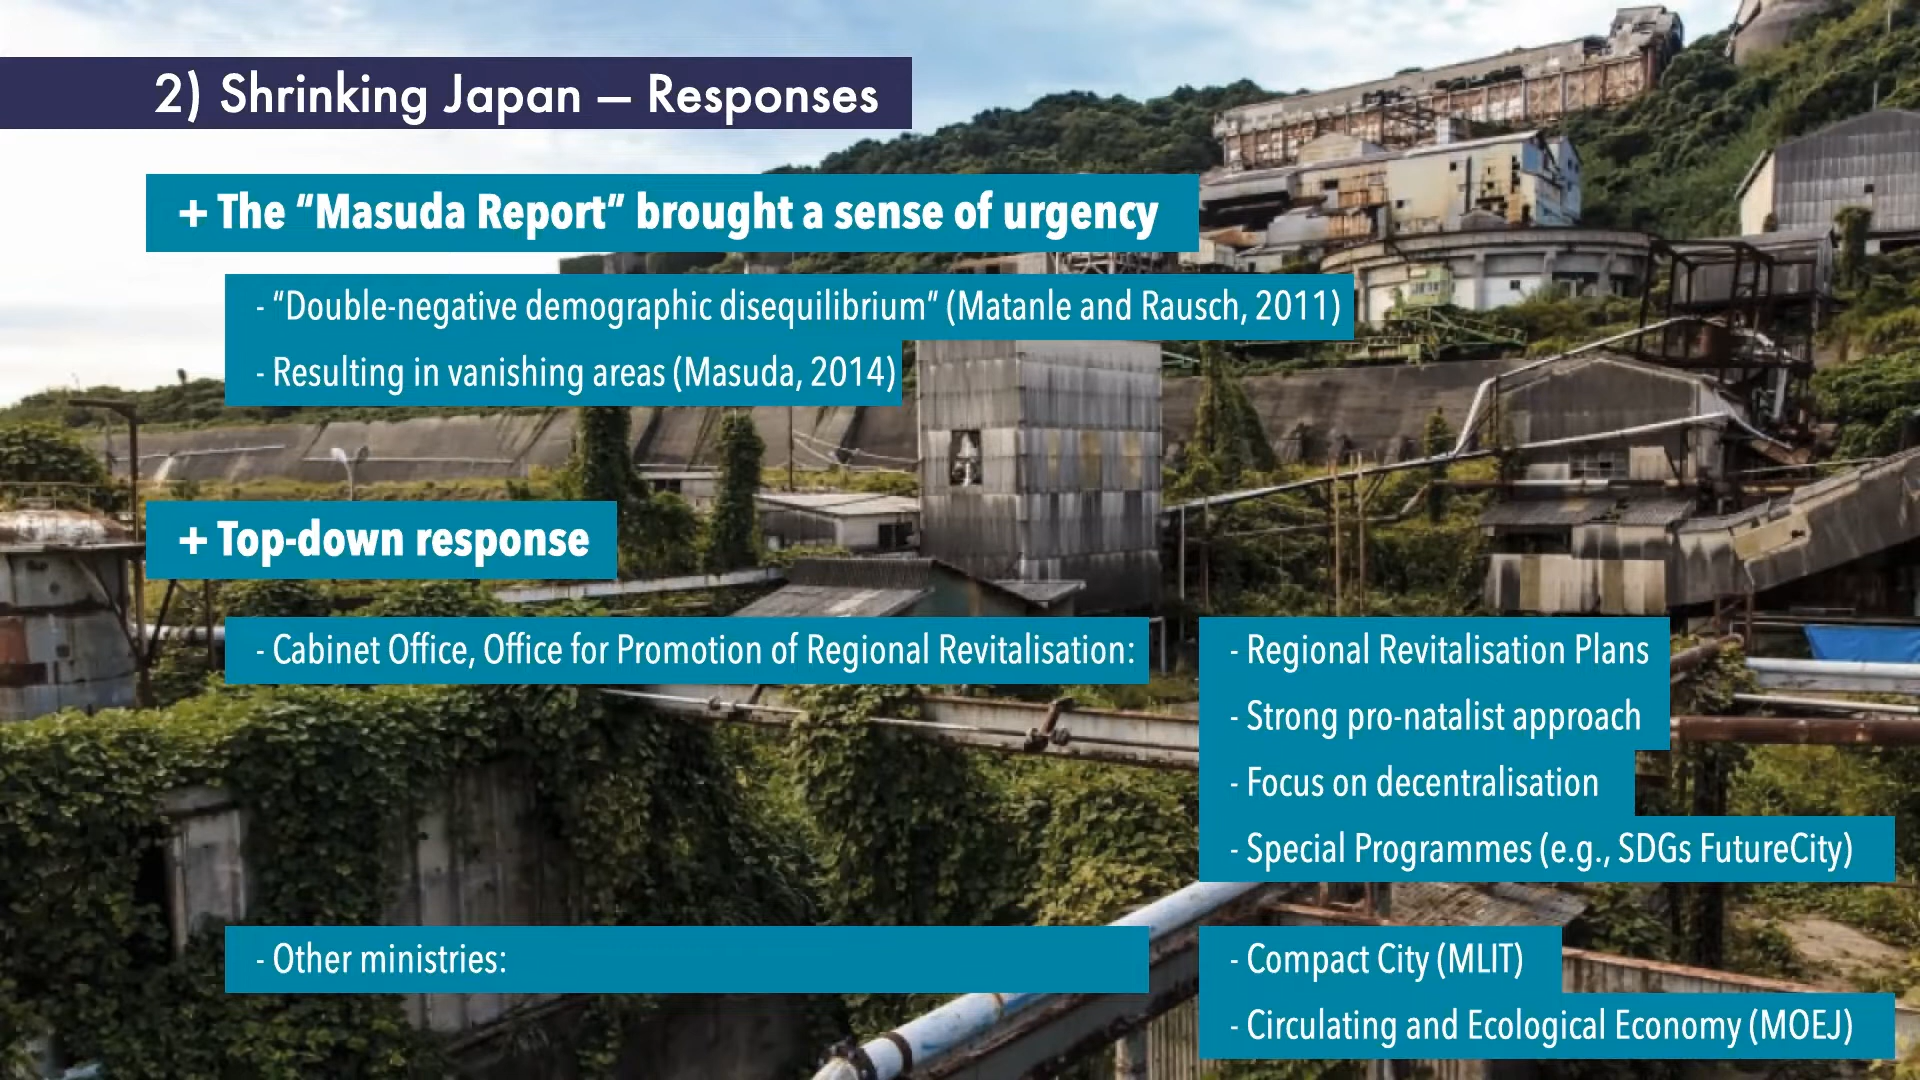 2) Shrinking Japan — Responses
+ The “Masuda Report” brought a sense of urgency
- “Double-negative demographic disequilibrium” (Matanle and Rausch, 2011)
- Resulting in vanishing areas (Masuda, 2014)
+ Top-down response
- Cabinet Office, Office for Promotion of Regional Revitalisation:
- Regional Revitalisation Plans
- Strong pro-natalist approach
- Focus on decentralisation
- Special Programmes (e.g., SDGs FutureCity)
- Other ministries:
- Compact City (MLIT)
- Circulating and Ecological Economy (MOEJ)